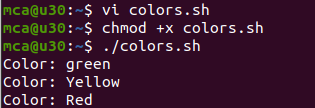 mca@u30:~$ vi colors.sh
mca@u30:~$ chmod +x colors.sh
mca@u30:~$ ./colors.sh
Color: green
Color: Yellow
Color: Red